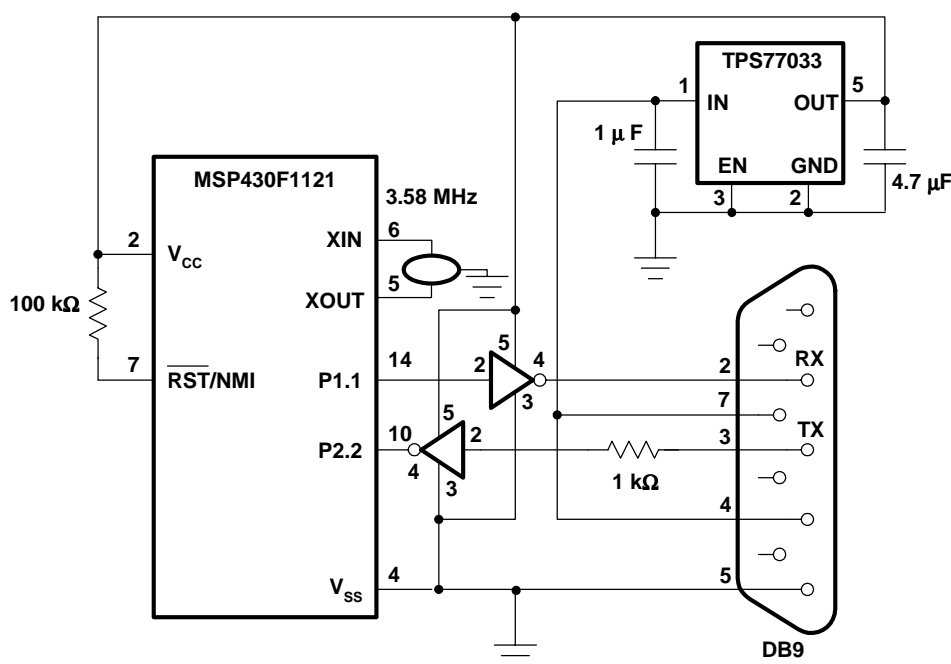 TPS77033
1
IN
OUT
5
1 μF
EN
GND
4.7 μF
3
2
MSP430F1121
3.58 MHz
2
V_CC
XIN
6
XOUT
5
100 kΩ
7
RST/NMI
P1.1
14
2
5
4
3
2
RX
7
P2.2
10
4
5
3
2
1 kΩ
3
TX
4
V_SS
4
5
DB9